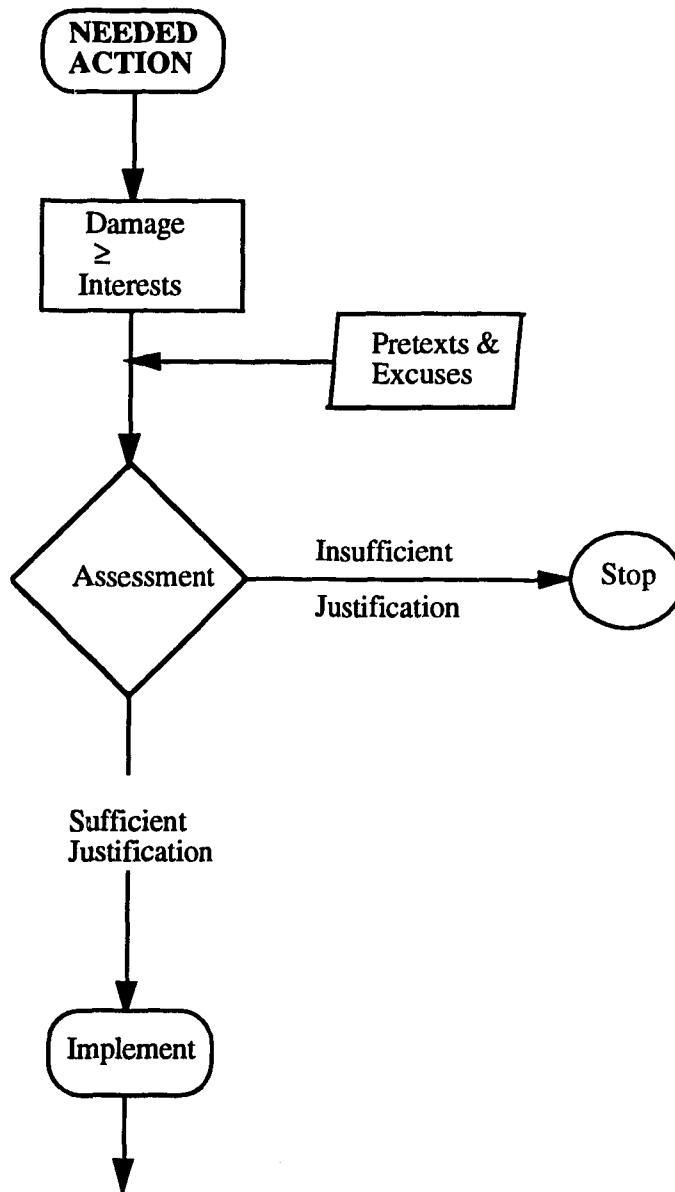 NEEDED
ACTION
Damage
≥
Interests
Pretexts &
Excuses
Assessment
Insufficient
Justification
Stop
Sufficient
Justification
Implement